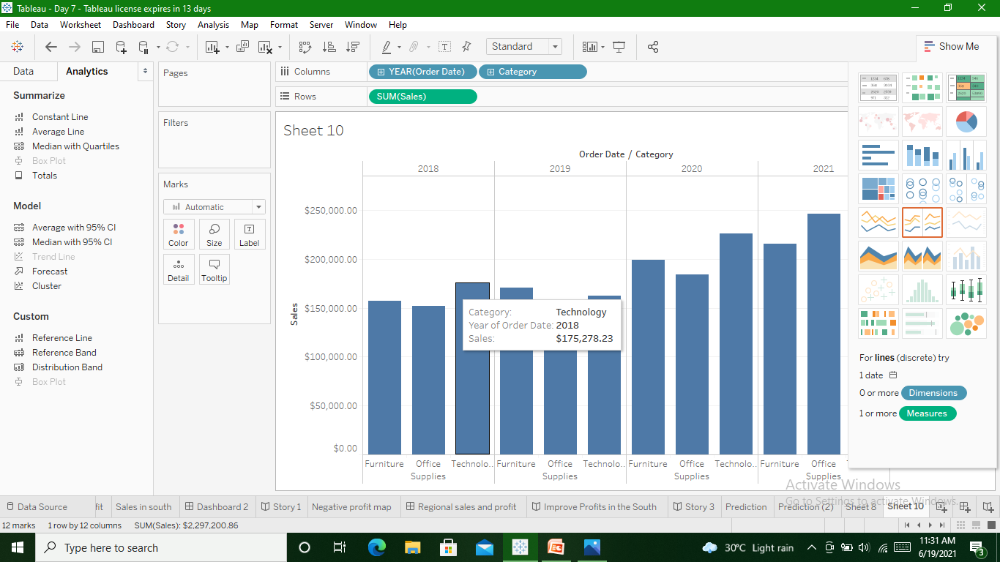 Tableau - Day 7 - Tableau license expires in 13 days
File Data Worksheet Dashboard Story Analysis Map Format Server Window Help
Standard
Show Me
Data Analytics
Summarize
Constant Line
Average Line
Median with Quartiles
Box Plot
Totals
Model
Average with 95% CI
Median with 95% CI
Trend Line
Forecast
Cluster
Custom
Reference Line
Reference Band
Distribution Band
Box Plot
Pages
Filters
Marks
Automatic
Color Size Label
Detail Tooltip
Columns YEAR(Order Date) Category
Rows SUM(Sales)
Sheet 10
Order Date / Category
2018 2019 2020 2021
Sales
$250,000.00
$200,000.00
$150,000.00
$100,000.00
$50,000.00
$0.00
Category: Technology
Year of Order Date: 2018
Sales: $175,278.23
Furniture Office Technolo.. Furniture Office Technolo.. Furniture Office Technolo.. Furniture Office
Supplies Supplies Supplies Supplies
For lines (discrete) try
1 date
0 or more Dimensions
1 or more Measures
Activate Windows
Go to Settings to activate Windows.
Data Source fit Sales in south Dashboard 2 Story 1 Negative profit map Regional sales and profit Improve Profits in the South Story 3 Prediction Prediction (2) Sheet 8 Sheet 10
12 marks 1 row by 12 columns SUM(Sales): $2,297,200.86
Type here to search
30°C Light rain
11:31 AM
6/19/2021
3